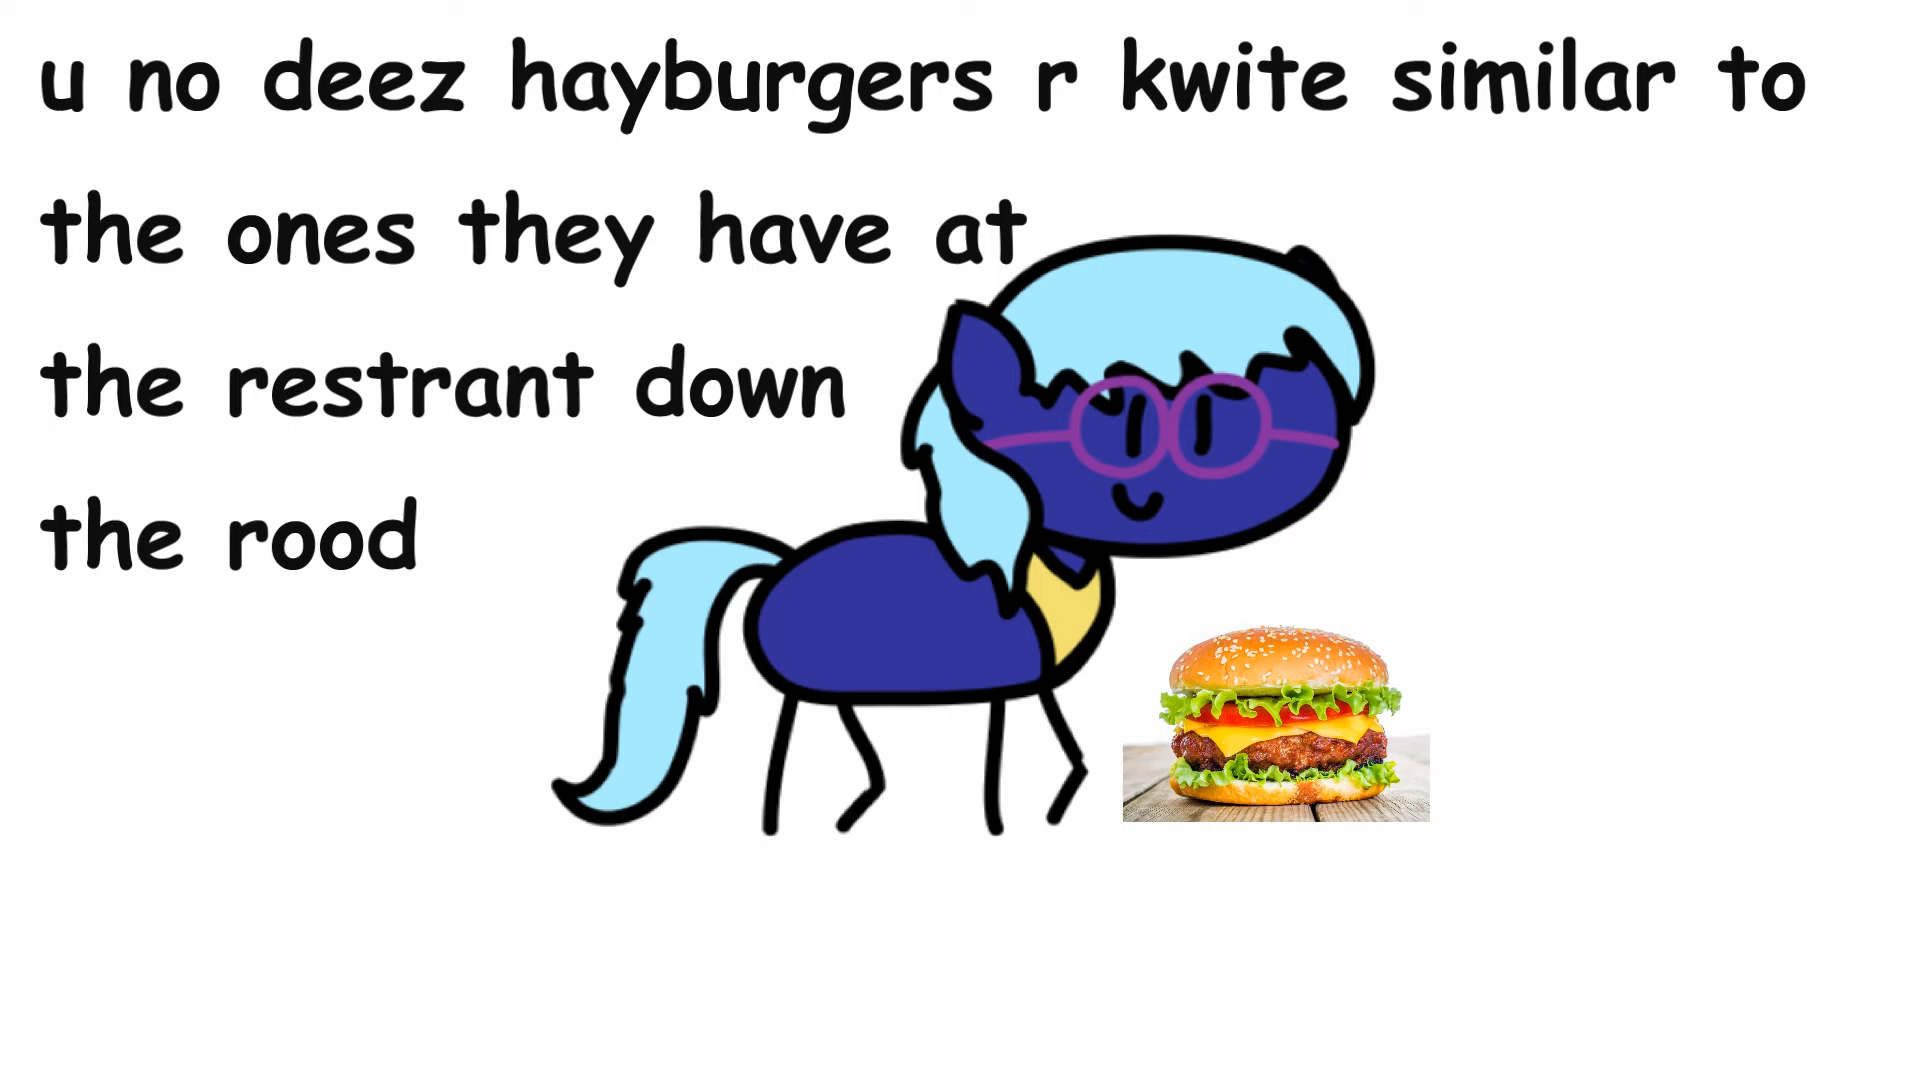 u no deez hayburgers r kwite similar to
the ones they have at
the restrant down
the rood